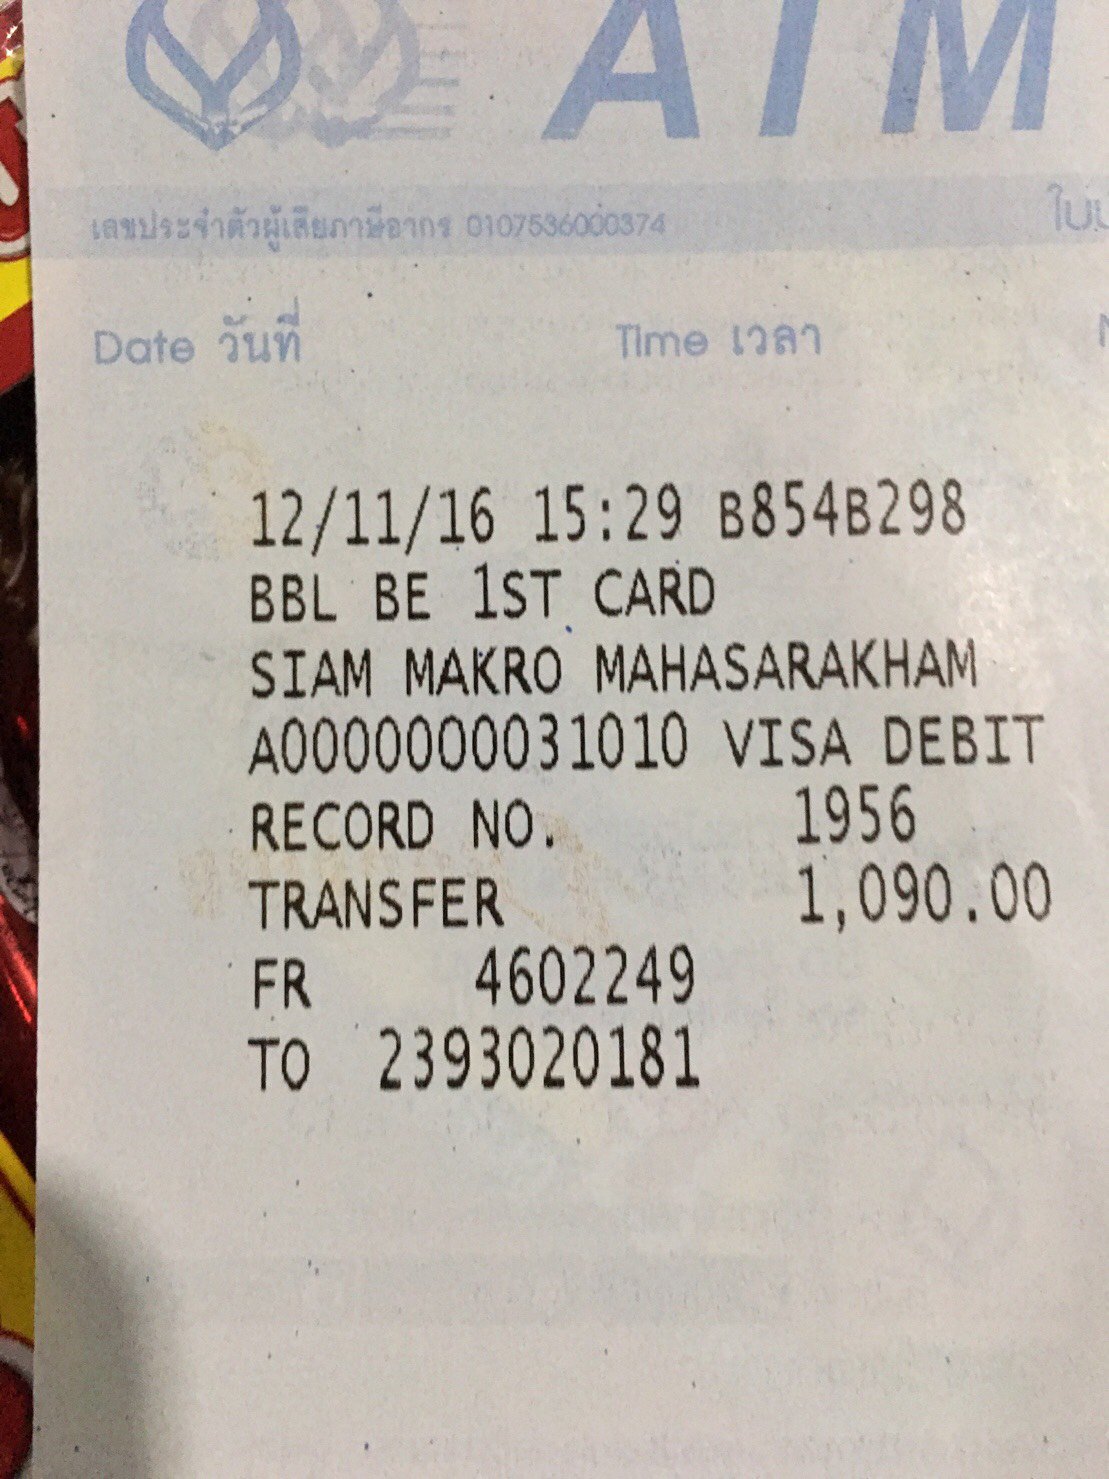 ATM
เลขประจำตัวผู้เสียภาษีอากร 0107536000374
Date วันที่ Time เวลา
12/11/16 15:29 B854B298
BBL BE 1ST CARD
SIAM MAKRO MAHASARAKHAM
A0000000031010 VISA DEBIT
RECORD NO. 1956
TRANSFER 1,090.00
FR 4602249
TO 2393020181